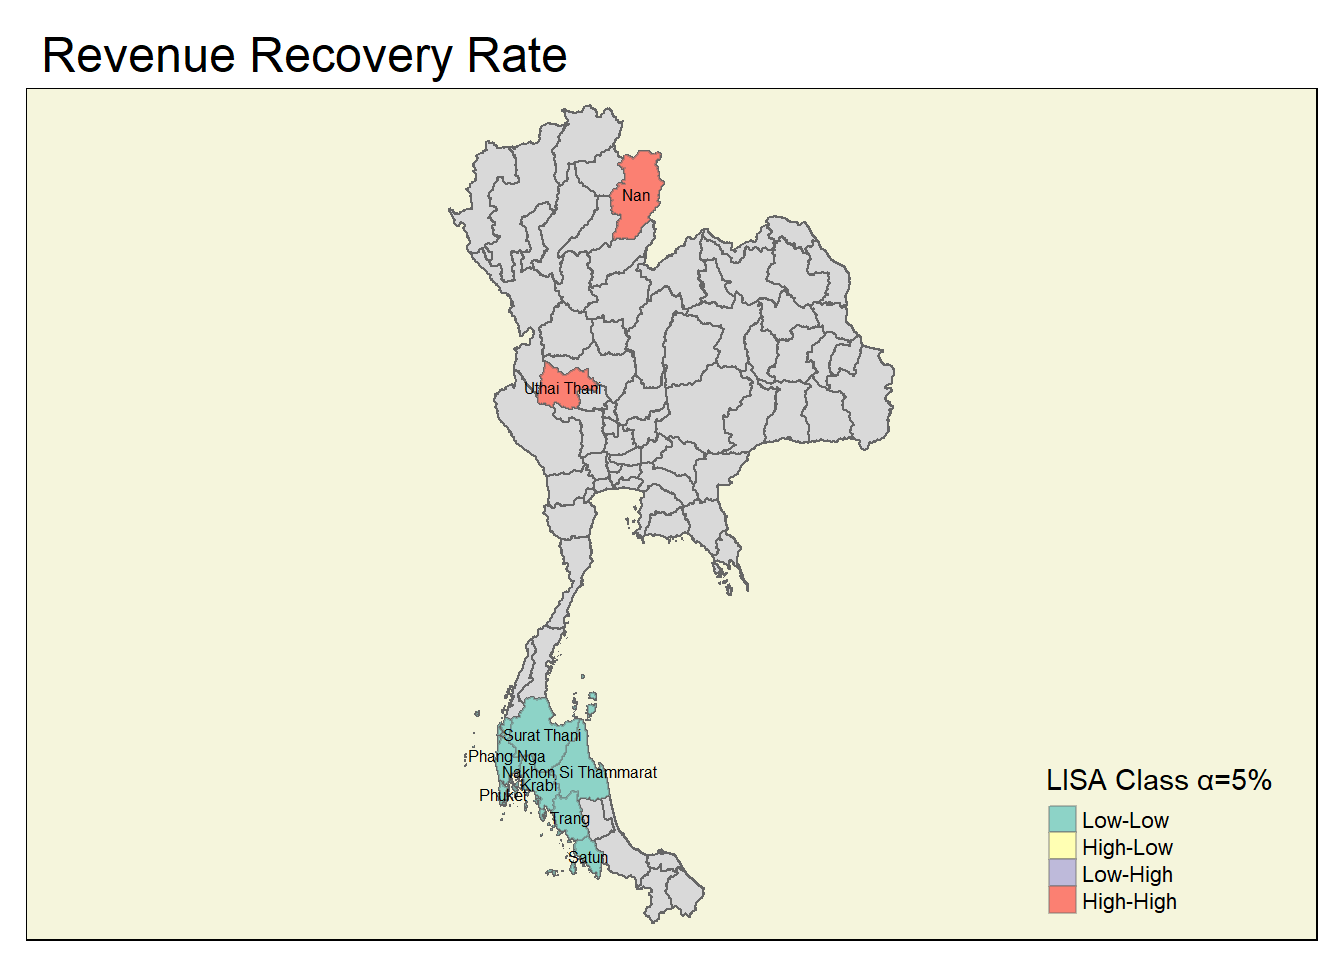 Revenue Recovery Rate
Nan
Uthai Thani
Surat Thani
Phang Nga
Nakhon Si Thammarat
Krabi
Phuket
Trang
Satun
LISA Class α=5%
Low-Low
High-Low
Low-High
High-High